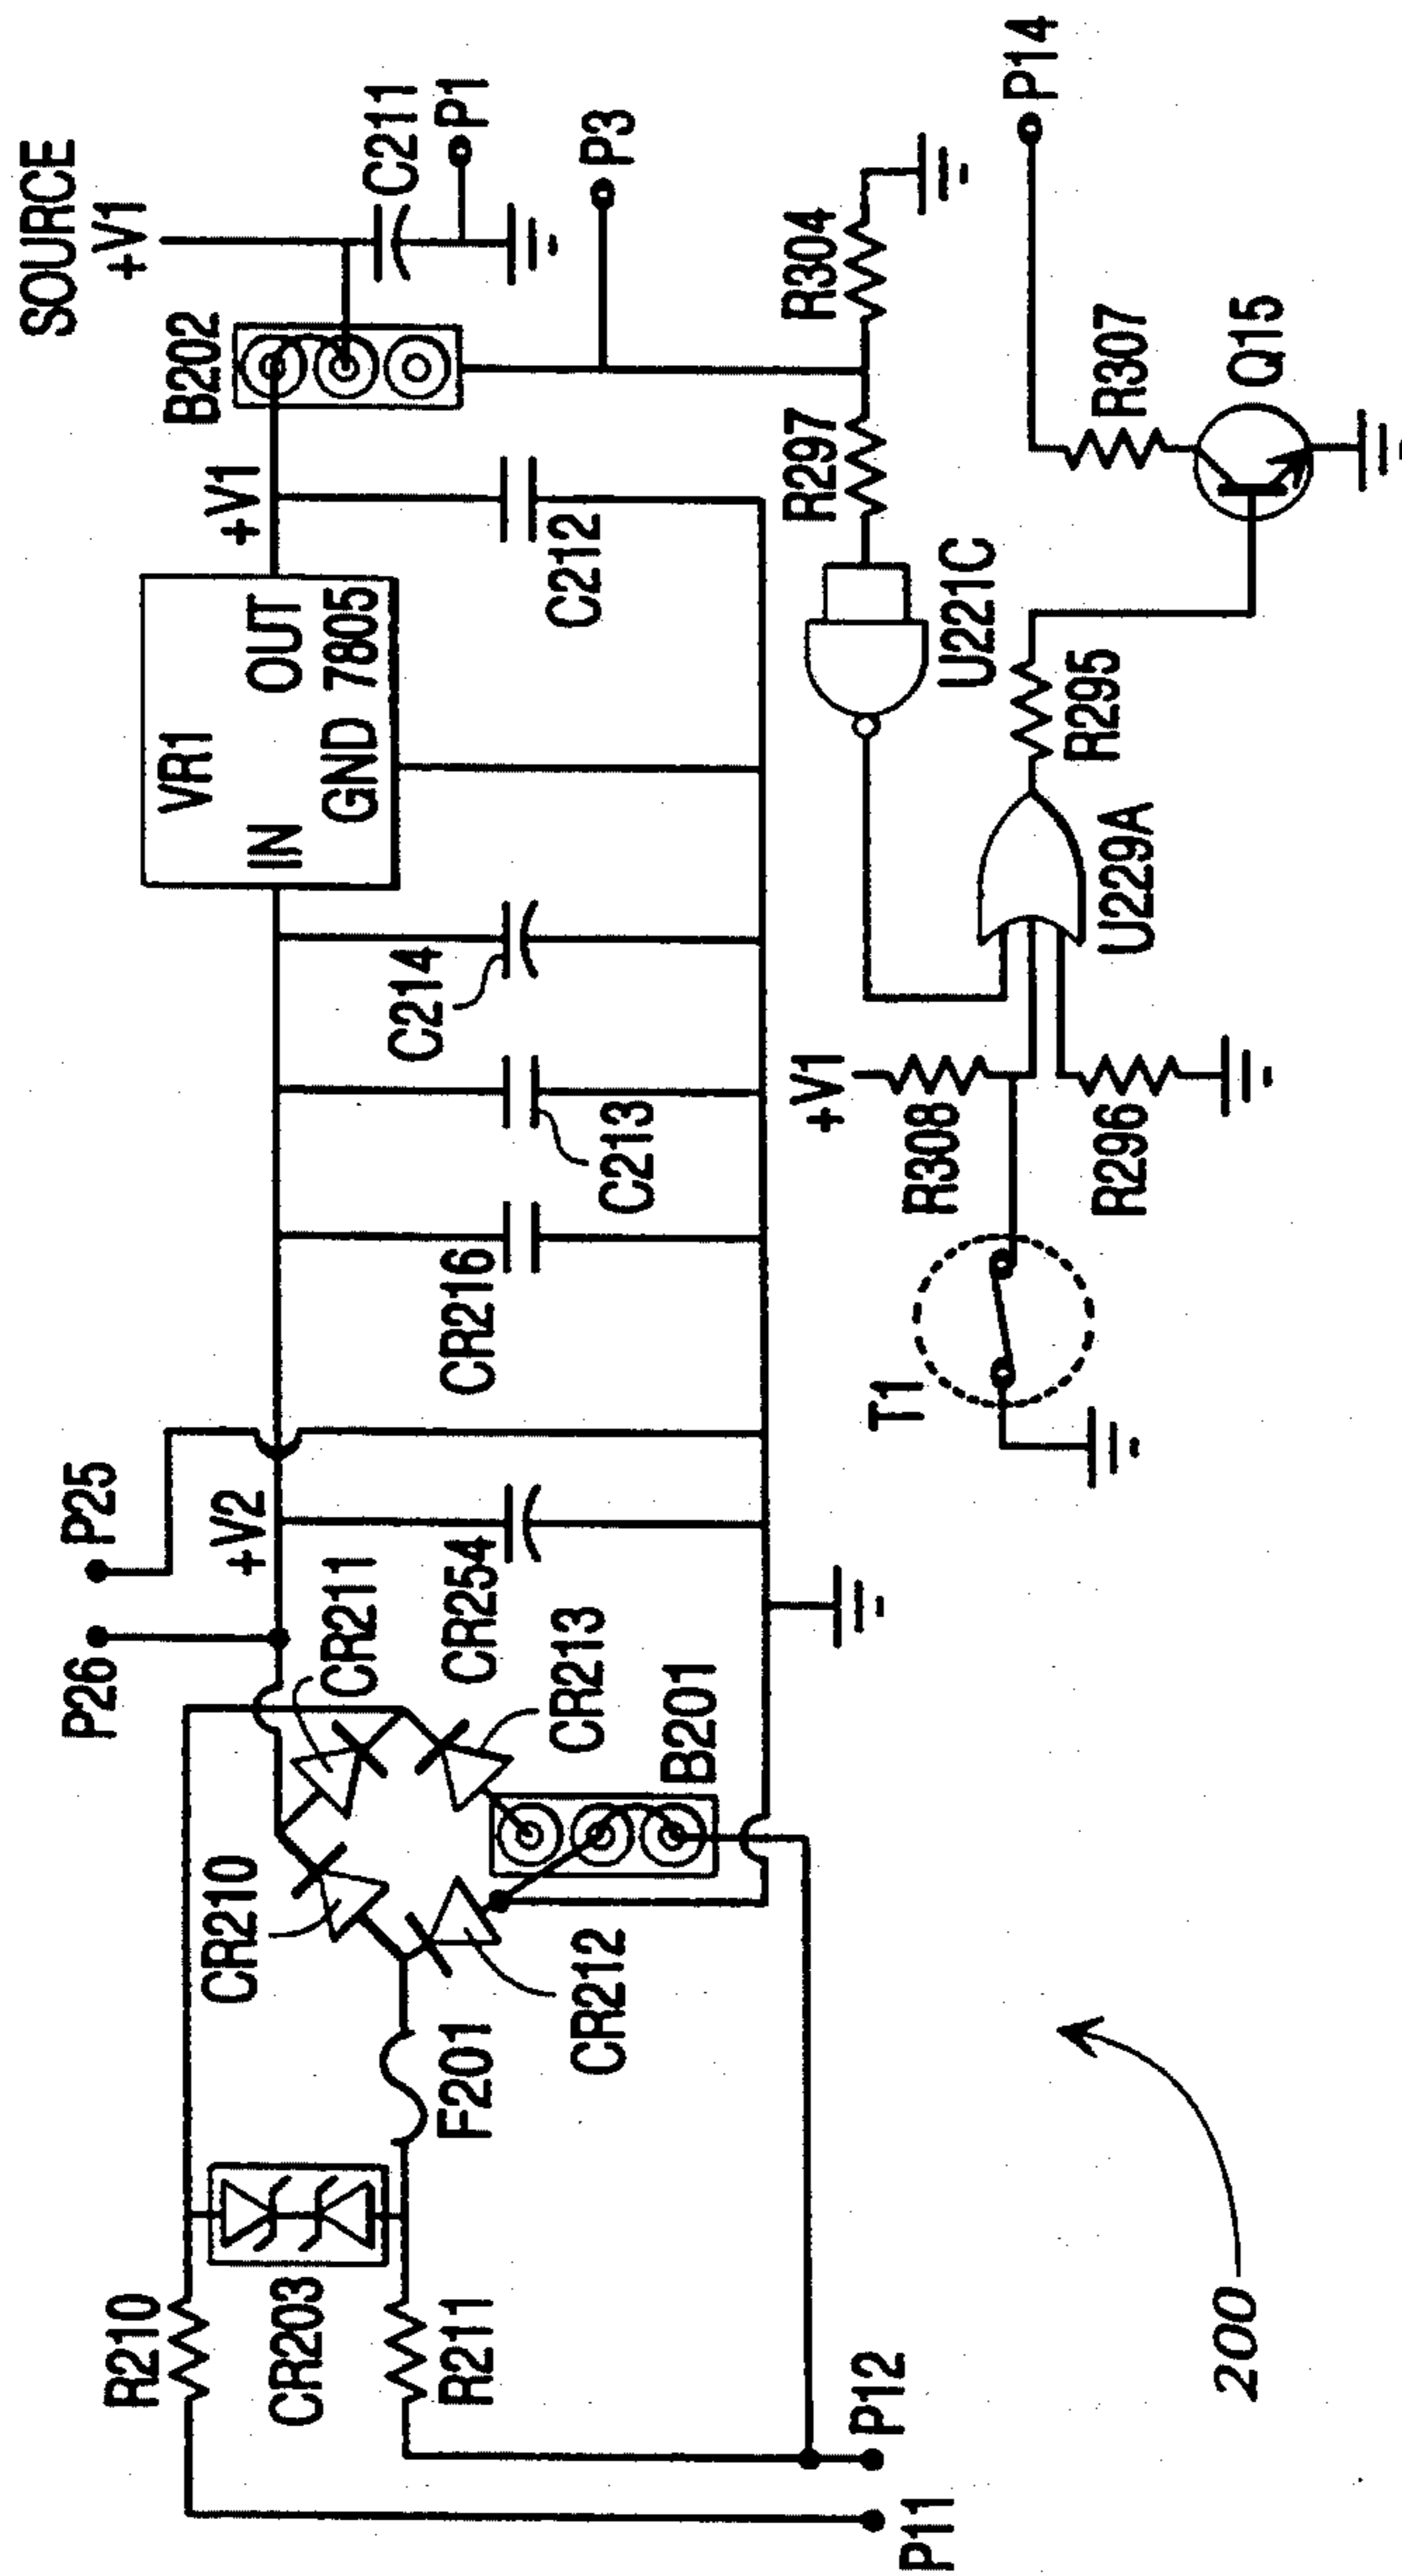 SOURCE
+V1
C211
P1
P3
B202
+V1
VR1
IN
OUT
GND 7805
C212
C214
C213
CR216
P25
P26
+V2
CR211
CR254
CR213
B201
CR210
CR212
F201
R210
CR203
R211
P12
P11
R304
R297
U221C
P14
R307
Q15
R295
U229A
+V1
R308
R296
T1
200